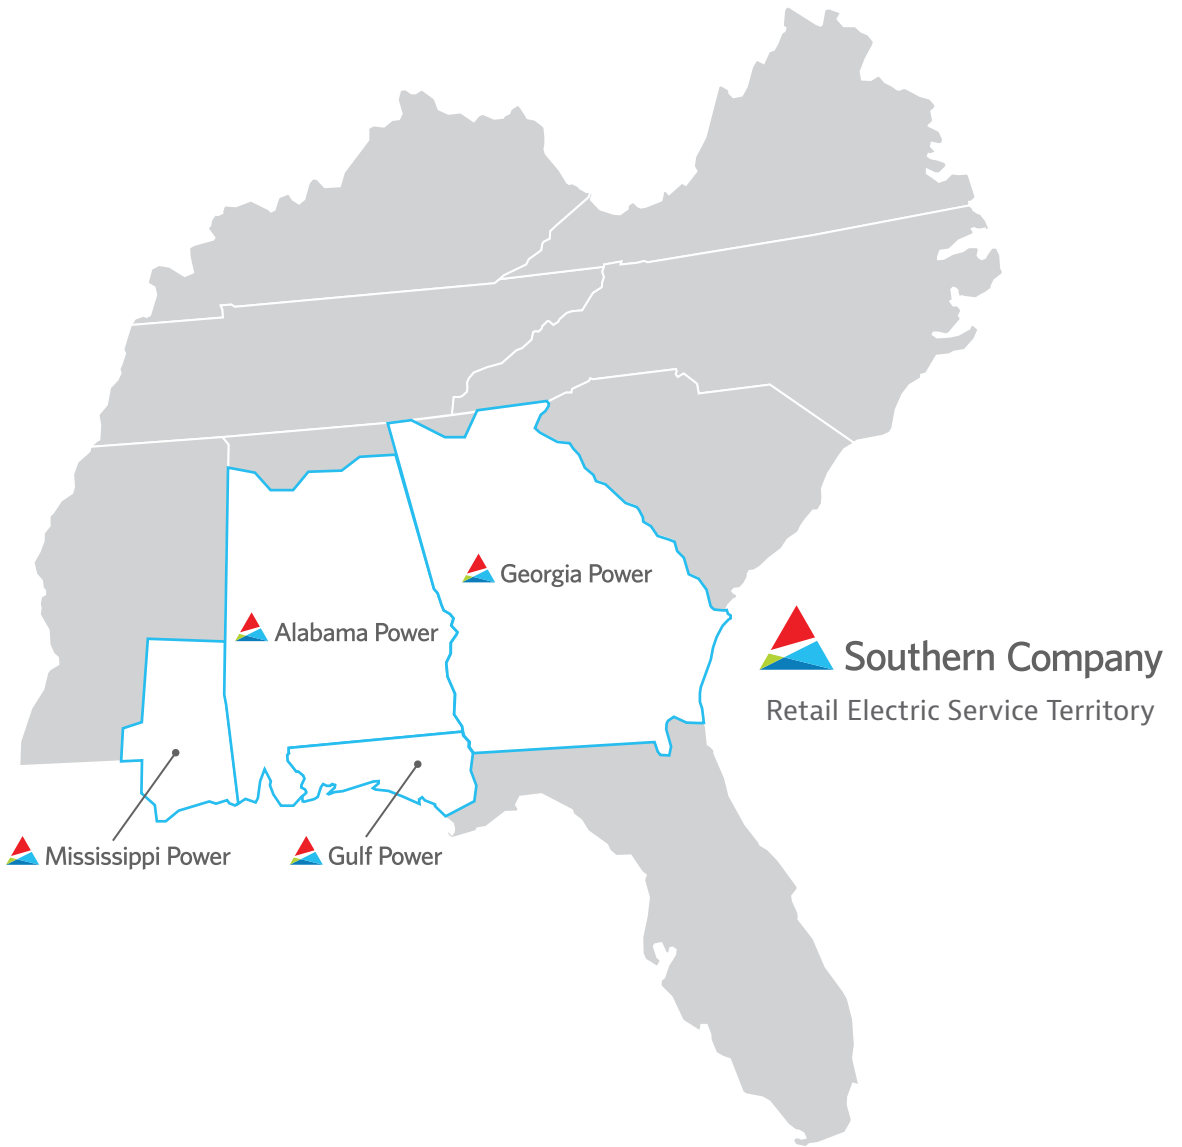 Georgia Power
Alabama Power
Southern Company
Retail Electric Service Territory
Mississippi Power
Gulf Power